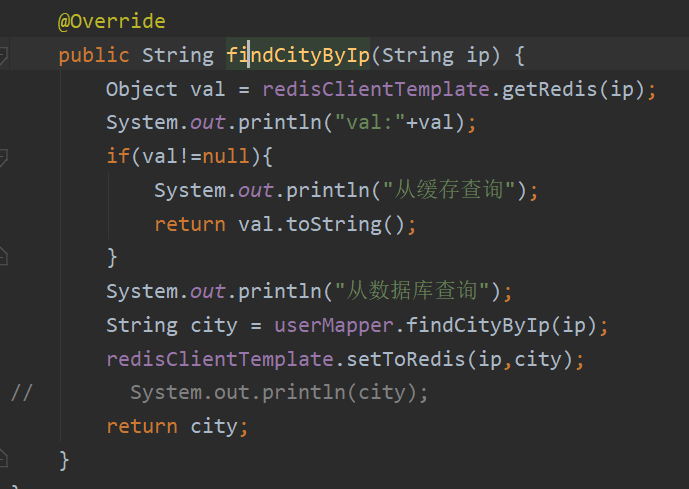 @Override
public String findCityByIp(String ip) {
Object val = redisClientTemplate.getRedis(ip);
System.out.println("val:"+val);
if(val!=null){
System.out.println("从缓存查询");
return val.toString();
}
System.out.println("从数据库查询");
String city = userMapper.findCityByIp(ip);
redisClientTemplate.setToRedis(ip,city);
// System.out.println(city);
return city;
}